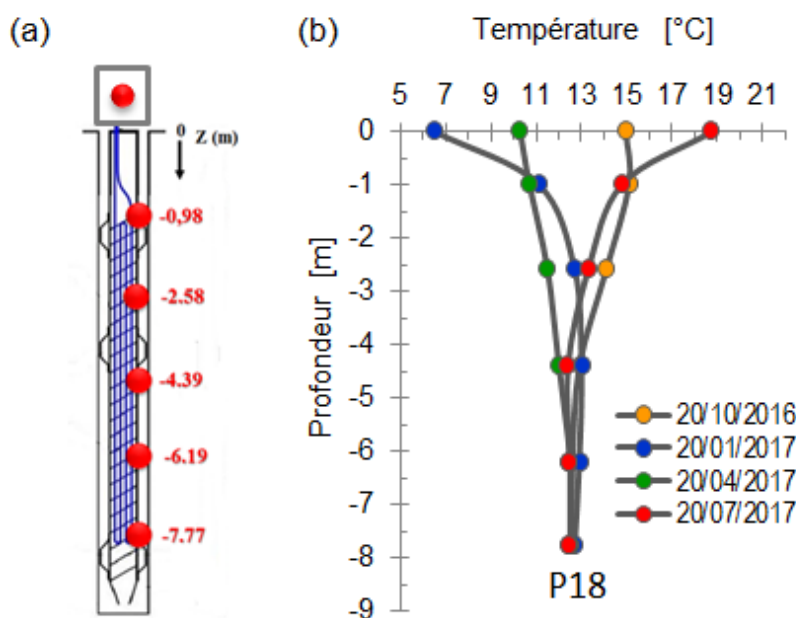 (a)
0
Z (m)
-0,98
-2.58
-4.39
-6.19
-7.77
(b)
Température [°C]
5 7 9 11 13 15 17 19 21
0
-1
-2
-3
-4
-5
-6
-7
-8
-9
Profondeur [m]
20/10/2016
20/01/2017
20/04/2017
20/07/2017
P18